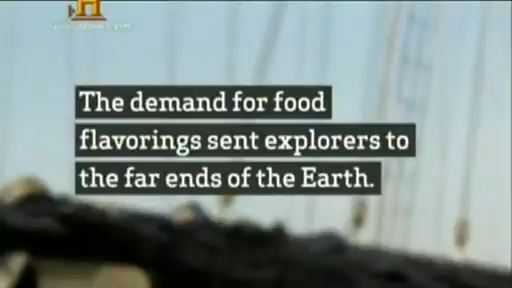 H
The demand for food
flavorings sent explorers to
the far ends of the Earth.